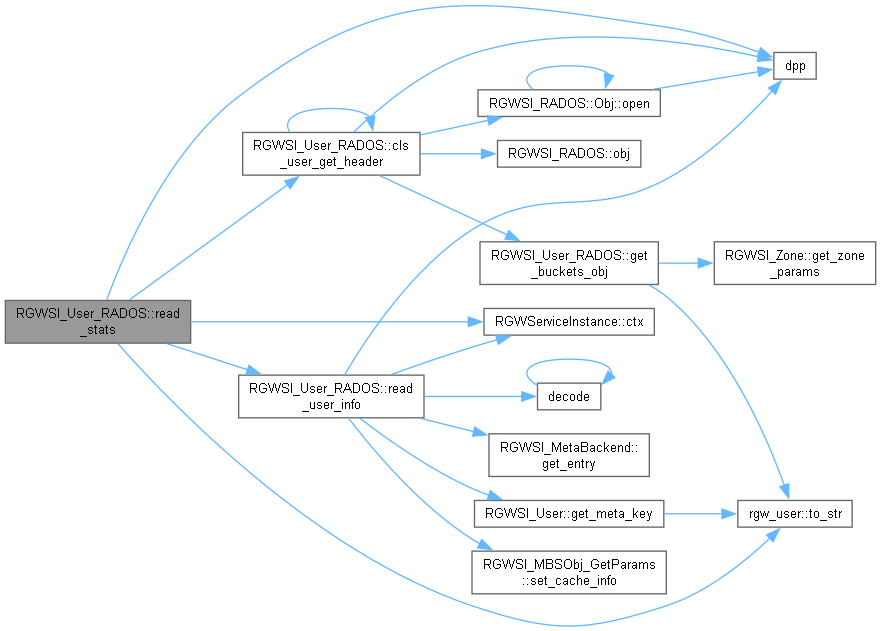 dpp
RGWSI_RADOS::Obj::open
RGWSI_User_RADOS::cls
_user_get_header
RGWSI_RADOS::obj
RGWSI_User_RADOS::get
_buckets_obj
RGWSI_Zone::get_zone
_params
RGWSI_User_RADOS::read
_stats
RGWServiceInstance::ctx
RGWSI_User_RADOS::read
_user_info
decode
RGWSI_MetaBackend::
get_entry
RGWSI_User::get_meta_key
rgw_user::to_str
RGWSI_MBSObj_GetParams
::set_cache_info